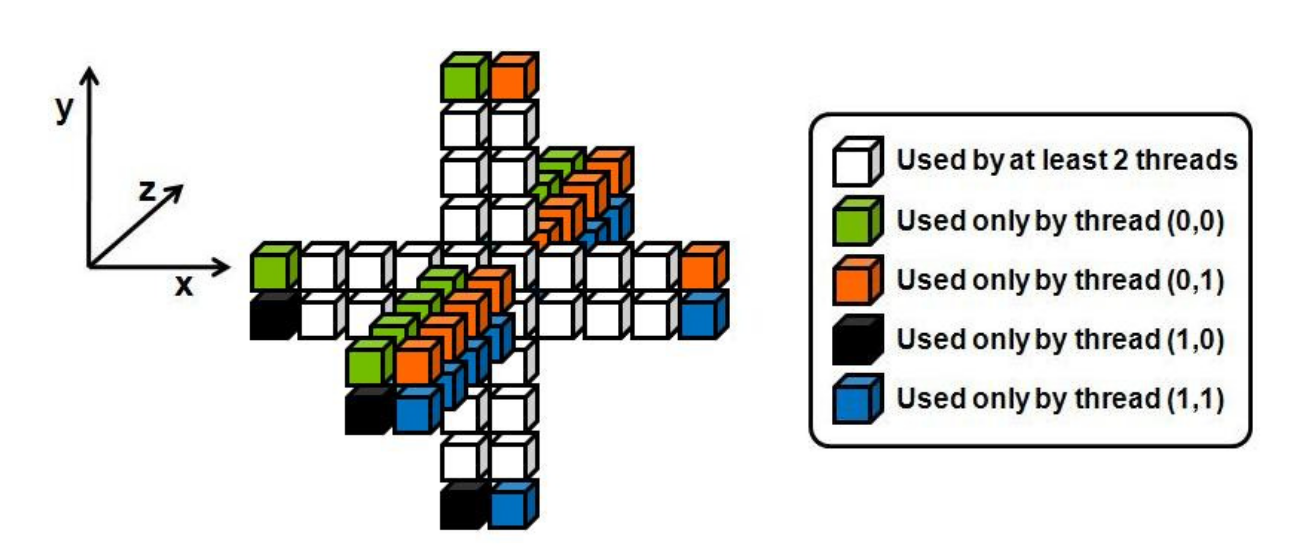 y
z
x
Used by at least 2 threads
Used only by thread (0,0)
Used only by thread (0,1)
Used only by thread (1,0)
Used only by thread (1,1)